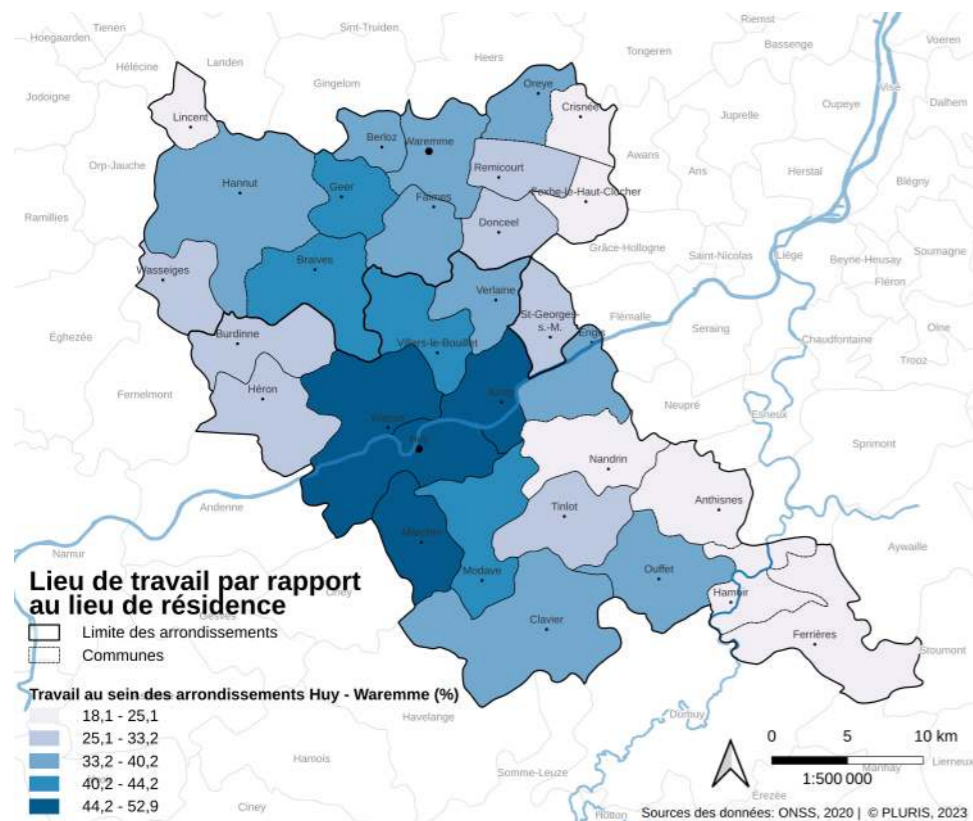 Riemst
Tienen
Sint-Truiden
Hoegaarden
Bassenge
Voeren
Tongeren
Heers
Landen
Hélécine
Gingelom
Visé
Oreye
Jodoigne
Crisnée
Oupeye
Dalhem
Lincent
Juprelle
Berloz
Waremme
Awans
Orp-Jauche
Remicourt
Ans
Herstal
Hannut
Geer
Blégny
Fexhe-le-Haut-Clocher
Faimes
Ramillies
Donceel
Grâce-Hollogne
Soumagne
Saint-Nicolas
Liège
Beyne-Heusay
Braives
Wasseiges
Fléron
Verlaine
St-Georges-
s.-M.
Flémalle
Éghezée
Burdinne
Seraing
Engis
Olne
Chaudfontaine
Villers-le-Bouillet
Trooz
Héron
Fernelmont
Amay
Neupré
Esneux
Wanze
Huy
Sprimont
Nandrin
Anthisnes
Andenne
Tinlot
Marchin
Namur
Aywaille
Modave
Ouffet
Lieu de travail par rapport
au lieu de résidence
Ohey
Hamoir
Gesves
Clavier
Limite des arrondissements
Ferrières
Communes
Stoumont
Travail au sein des arrondissements Huy - Waremme (%)
18,1 - 25,1
25,1 - 33,2
33,2 - 40,2
40,2 - 44,2
44,2 - 52,9
Havelange
Durbuy
0 5 10 km
Hamois
Lierneux
Manhay
Somme-Leuze
1:500 000
Érezée
Ciney
Hotton
Sources des données: ONSS, 2020 | © PLURIS, 2023